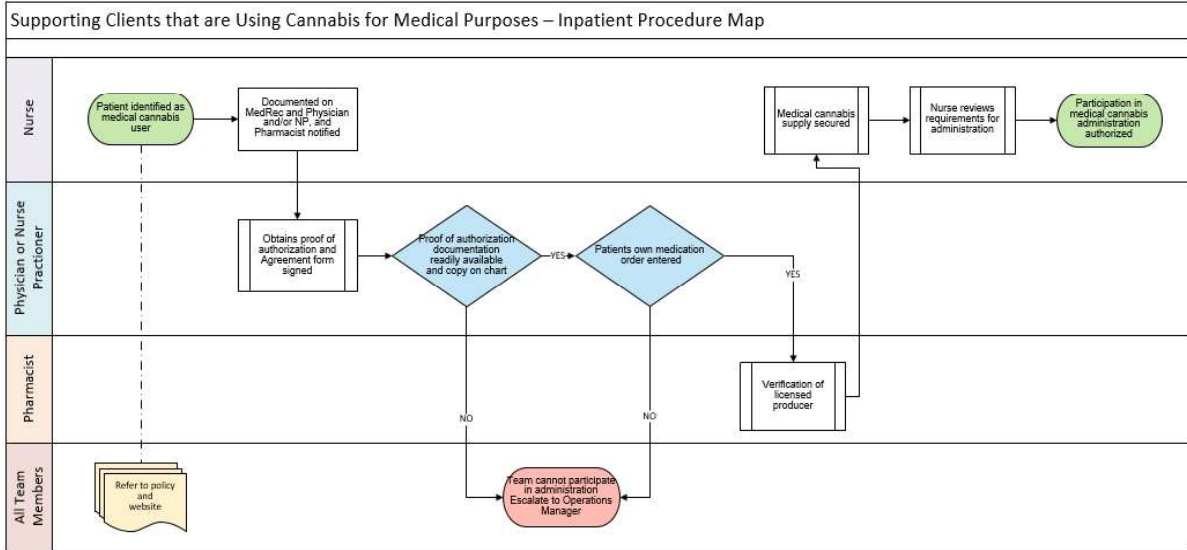 Supporting Clients that are Using Cannabis for Medical Purposes – Inpatient Procedure Map
Nurse
Patient identified as
medical cannabis
user
Documented on
MedRec and Physician
and/or NP, and
Pharmacist notified
Medical cannabis
supply secured
Nurse reviews
requirements for
administration
Participation in
medical cannabis
administration
authorized
Physician or Nurse
Practitioner
Obtains proof of
authorization and
Agreement form
signed
Proof of authorization
documentation
readily available
and copy on chart
YES
Patients own medication
order entered
YES
Pharmacist
NO
NO
Verification of
licensed
producer
All Team
Members
Refer to policy
and
website
Team cannot participate
in administration
Escalate to Operations
Manager